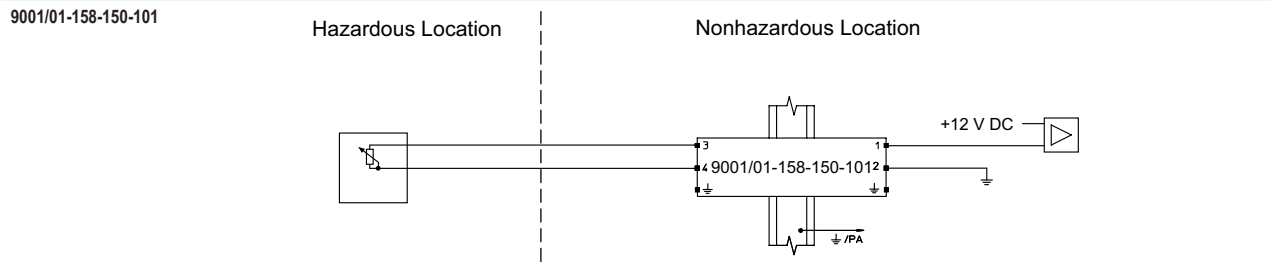 9001/01-158-150-101
Hazardous Location
Nonhazardous Location
+12 V DC
3
1
4
9001/01-158-150-101
2
/PA